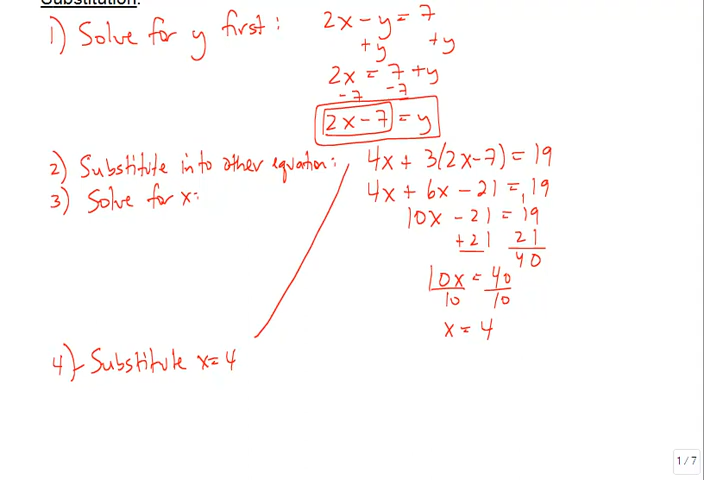 Substitution:
1) Solve for y first: 2x - y = 7
+y +y
2x = 7 + y
-7 -7
2x - 7 = y
2) Substitute into other equation: 4x + 3(2x-7) = 19
3) Solve for x: 4x + 6x - 21 = 19
10x - 21 = 19
+21 21
40
10x = 40
10 10
x = 4
4) Substitute x = 4
1/7